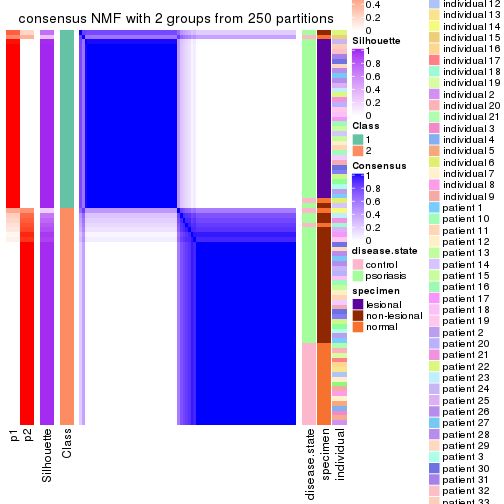 consensus NMF with 2 groups from 250 partitions
p1
p2
Silhouette
Class
disease.state
specimen
individual
0.4
0.2
0
Silhouette
1
0.8
0.6
0.4
0.2
0
Class
1
2
Consensus
1
0.8
0.6
0.4
0.2
0
disease.state
control
psoriasis
specimen
lesional
non-lesional
normal
individual 12
individual 13
individual 14
individual 15
individual 16
individual 17
individual 18
individual 19
individual 2
individual 20
individual 21
individual 3
individual 4
individual 5
individual 6
individual 7
individual 8
individual 9
patient 1
patient 10
patient 11
patient 12
patient 13
patient 14
patient 15
patient 16
patient 17
patient 18
patient 19
patient 2
patient 20
patient 21
patient 22
patient 23
patient 24
patient 25
patient 26
patient 27
patient 28
patient 29
patient 3
patient 30
patient 31
patient 32
patient 33